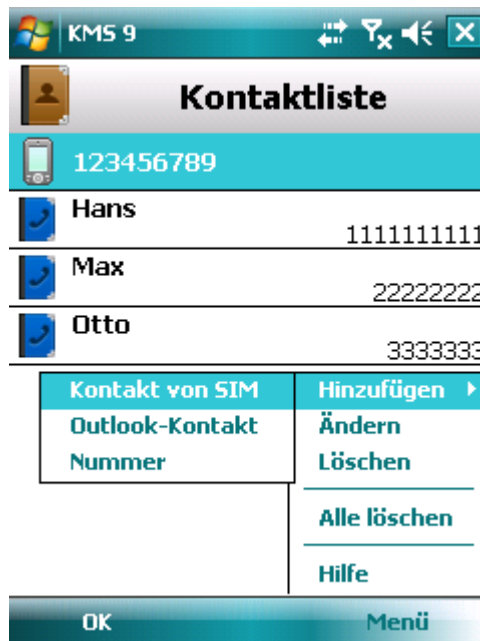 KMS 9
Kontaktliste
123456789
Hans
1111111111
Max
22222222
Otto
3333333
Kontakt von SIM
Outlook-Kontakt
Nummer
Hinzufügen
Ändern
Löschen
Alle löschen
Hilfe
OK
Menü